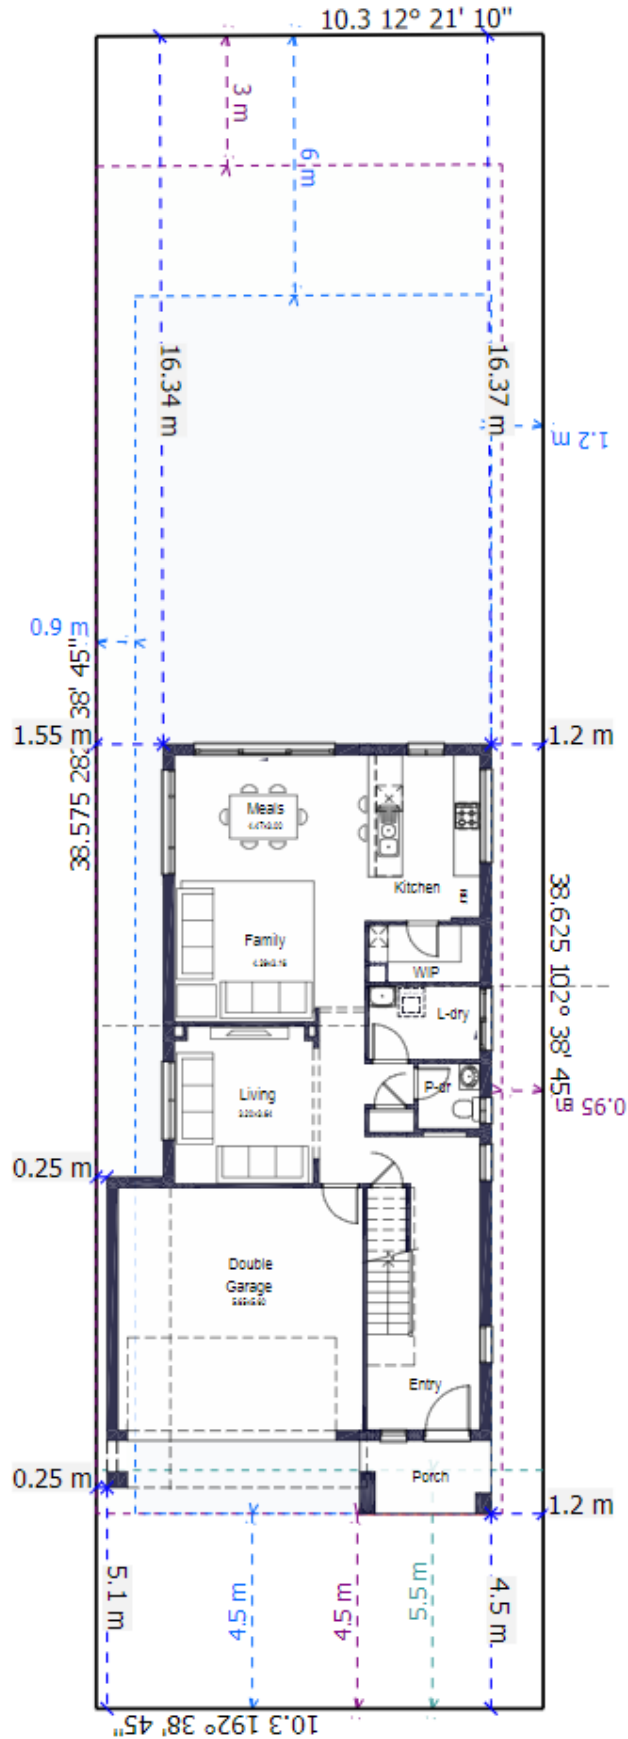 10.3 12° 21' 10"
3 m
6 m
16.34 m
16.37 m
1.2 m
0.9 m
38.575 28 38' 45"
1.55 m
1.2 m
Meals
Kitchen
38.625 102° 38' 45"
Family
WIP
L-dry
P-dr
Living
0.95 m
0.25 m
Double
Garage
Entry
0.25 m
Porch
1.2 m
5.1 m
4.5 m
4.5 m
5.5 m
4.5 m
10.3 192° 38' 45"